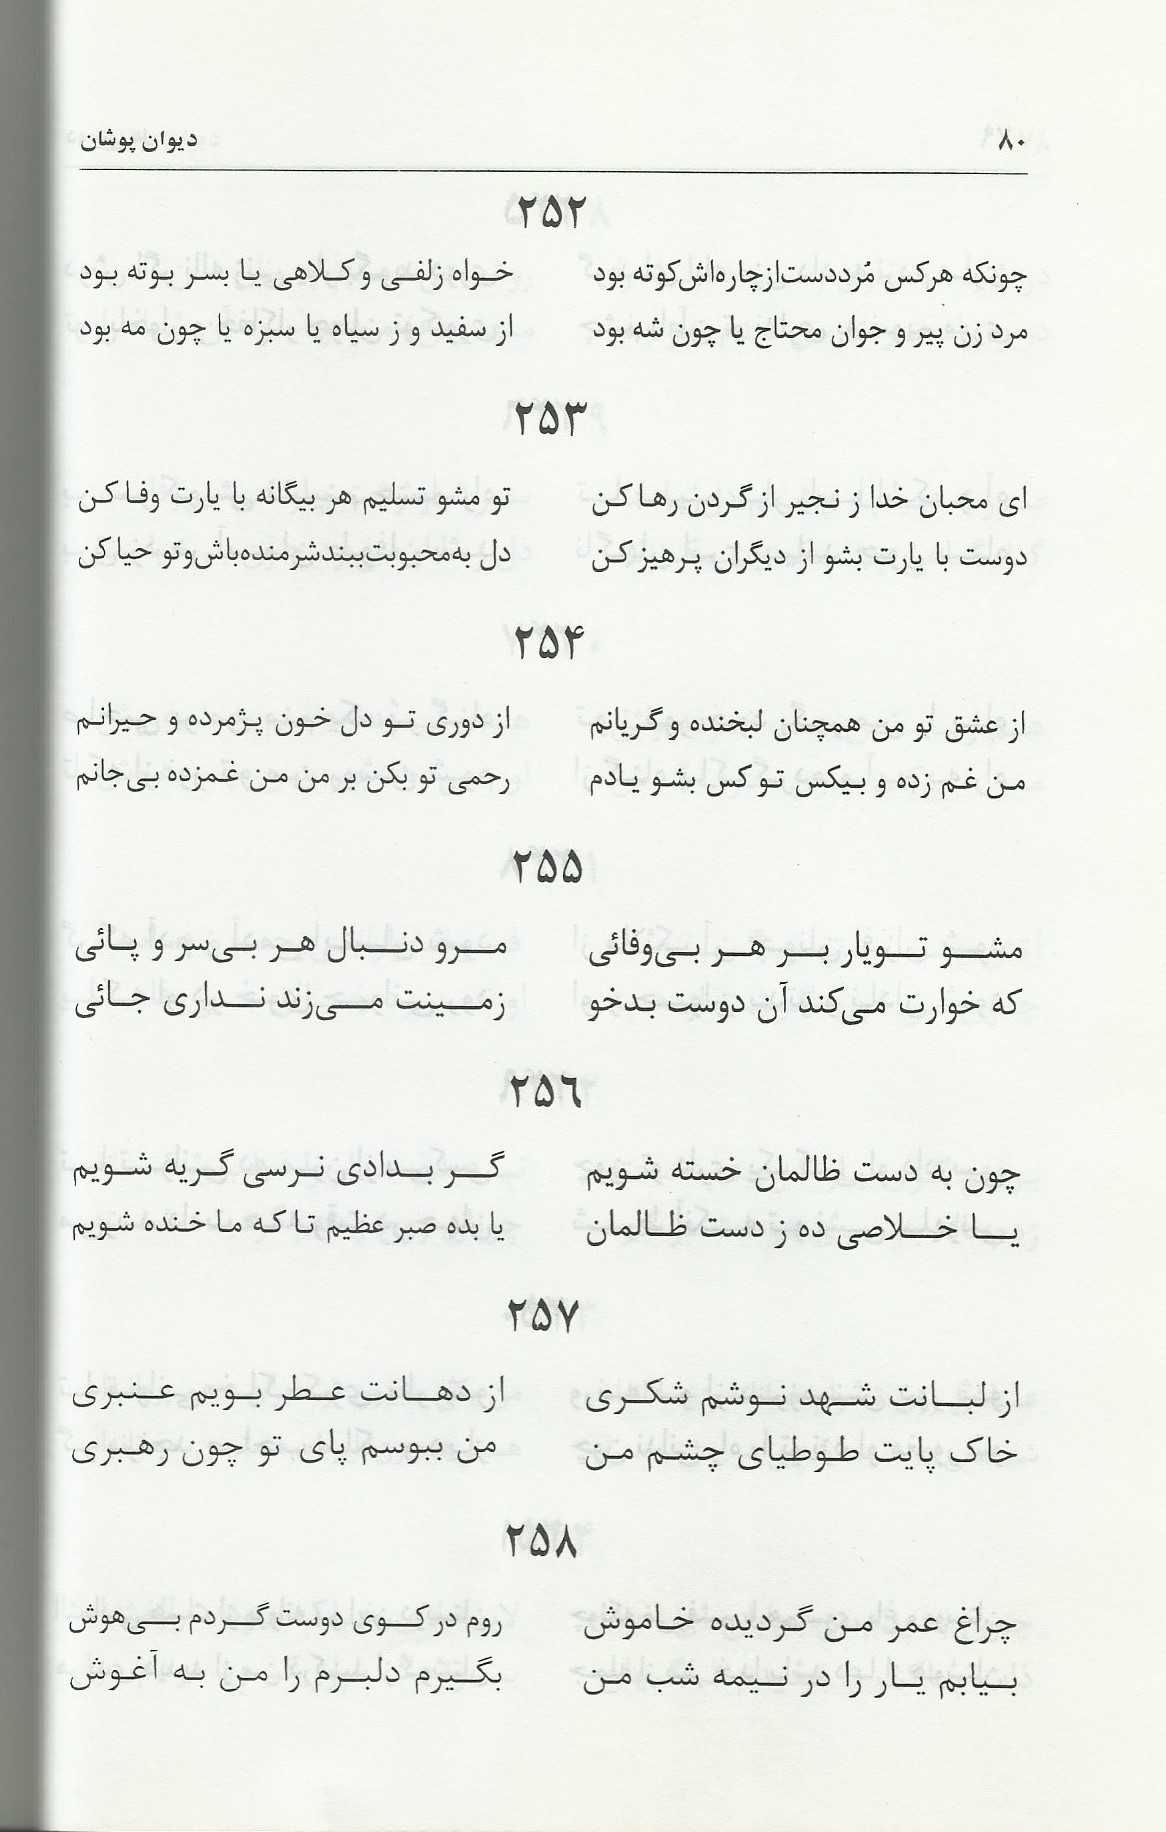 ۸۰ دیوان پوشان
۲۵۲
چونکه هرکس مُرد دست‌از‌چاره‌اش‌کوته بود خواه زلفی و کلاهی یا بسر بوته بود
مرد زن پیر و جوان محتاج یا چون شه بود از سفید و ز سیاه یا سبزه یا چون مه بود
۲۵۳
ای محبان خدا ز نجیر از گردن رها کن تو مشو تسلیم هر بیگانه با یارت وفا کن
دوست با یارت بشو از دیگران پرهیز کن دل به‌محبوبت‌ببند‌شرمنده‌باش‌و‌تو حیا کن
۲۵۴
از عشق تو من همچنان لبخنده و گریانم از دوری تو دل خون پژمرده و حیرانم
من غم زده و بیکس تو کس بشو یادم رحمی تو بکن بر من من غمزده بی‌جانم
۲۵۵
مشو تویار بر هر بی‌وفائی مرو دنبال هر بی‌سر و پائی
که خوارت می‌کند آن دوست بدخو زمینت می‌زند نداری جائی
۲۵۶
چون به دست ظالمان خسته شویم گر بدادی نرسی گریه شویم
یا خلاصی ده ز دست ظالمان یا بده صبر عظیم تا که ما خنده شویم
۲۵۷
از لبانت شهد نوشم شکری از دهانت عطر بویم عنبری
خاک پایت طوطیای چشم من من ببوسم پای تو چون رهبری
۲۵۸
چراغ عمر من گردیده خاموش روم در کوی دوست گردم بی‌هوش
بیابم یار را در نیمه شب من بگیرم دلبرم را من به آغوش